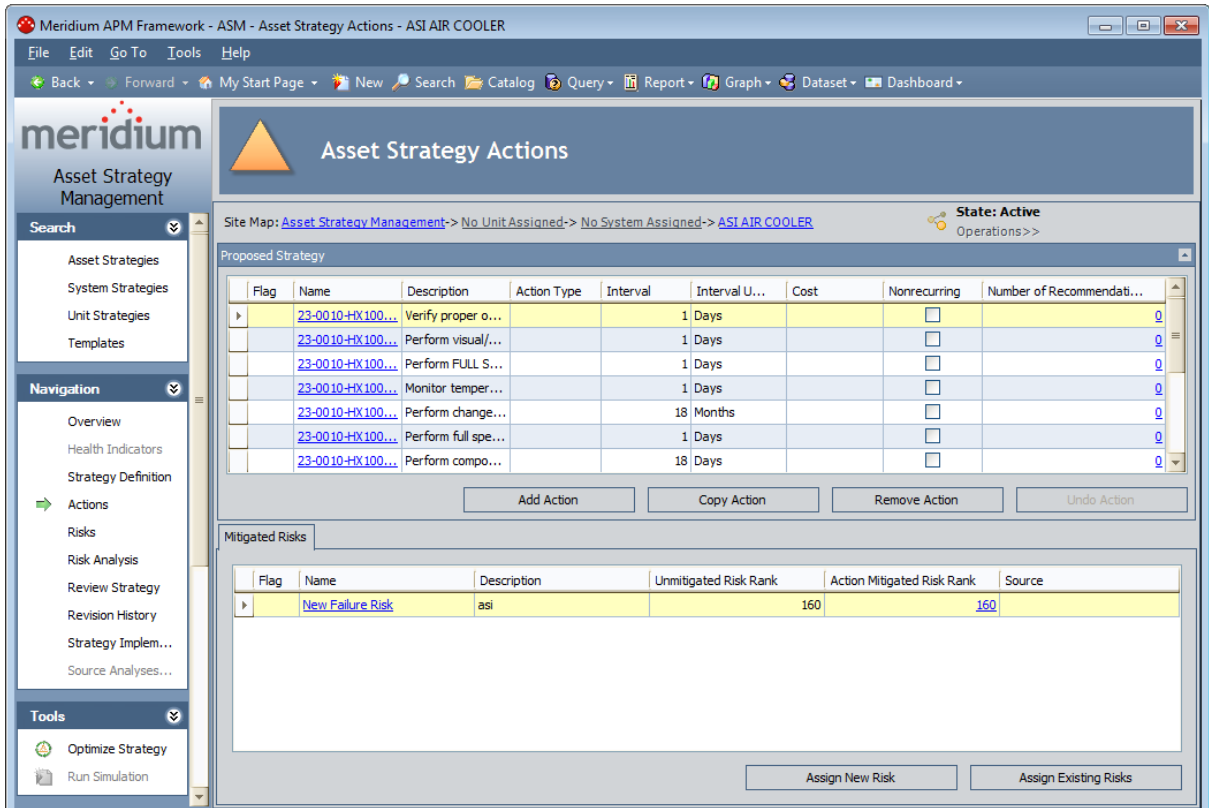 Meridium APM Framework - ASM - Asset Strategy Actions - ASI AIR COOLER
File Edit Go To Tools Help
Back Forward My Start Page New Search Catalog Query Report Graph Dataset Dashboard
meridium
Asset Strategy
Management
Asset Strategy Actions
Site Map: Asset Strategy Management-> No Unit Assigned-> No System Assigned-> ASI AIR COOLER
State: Active
Operations>>
Search
Asset Strategies
System Strategies
Unit Strategies
Templates
Navigation
Overview
Health Indicators
Strategy Definition
Actions
Risks
Risk Analysis
Review Strategy
Revision History
Strategy Implem...
Source Analyses...
Tools
Optimize Strategy
Run Simulation
Proposed Strategy
Flag Name Description Action Type Interval Interval U... Cost Nonrecurring Number of Recommendati...
23-0010-HX100... Verify proper o... 1 Days 0
23-0010-HX100... Perform visual/... 1 Days 0
23-0010-HX100... Perform FULL S... 1 Days 0
23-0010-HX100... Monitor temper... 1 Days 0
23-0010-HX100... Perform change... 18 Months 0
23-0010-HX100... Perform full spe... 1 Days 0
23-0010-HX100... Perform compo... 18 Days 0
Add Action Copy Action Remove Action Undo Action
Mitigated Risks
Flag Name Description Unmitigated Risk Rank Action Mitigated Risk Rank Source
New Failure Risk asi 160 160
Assign New Risk Assign Existing Risks